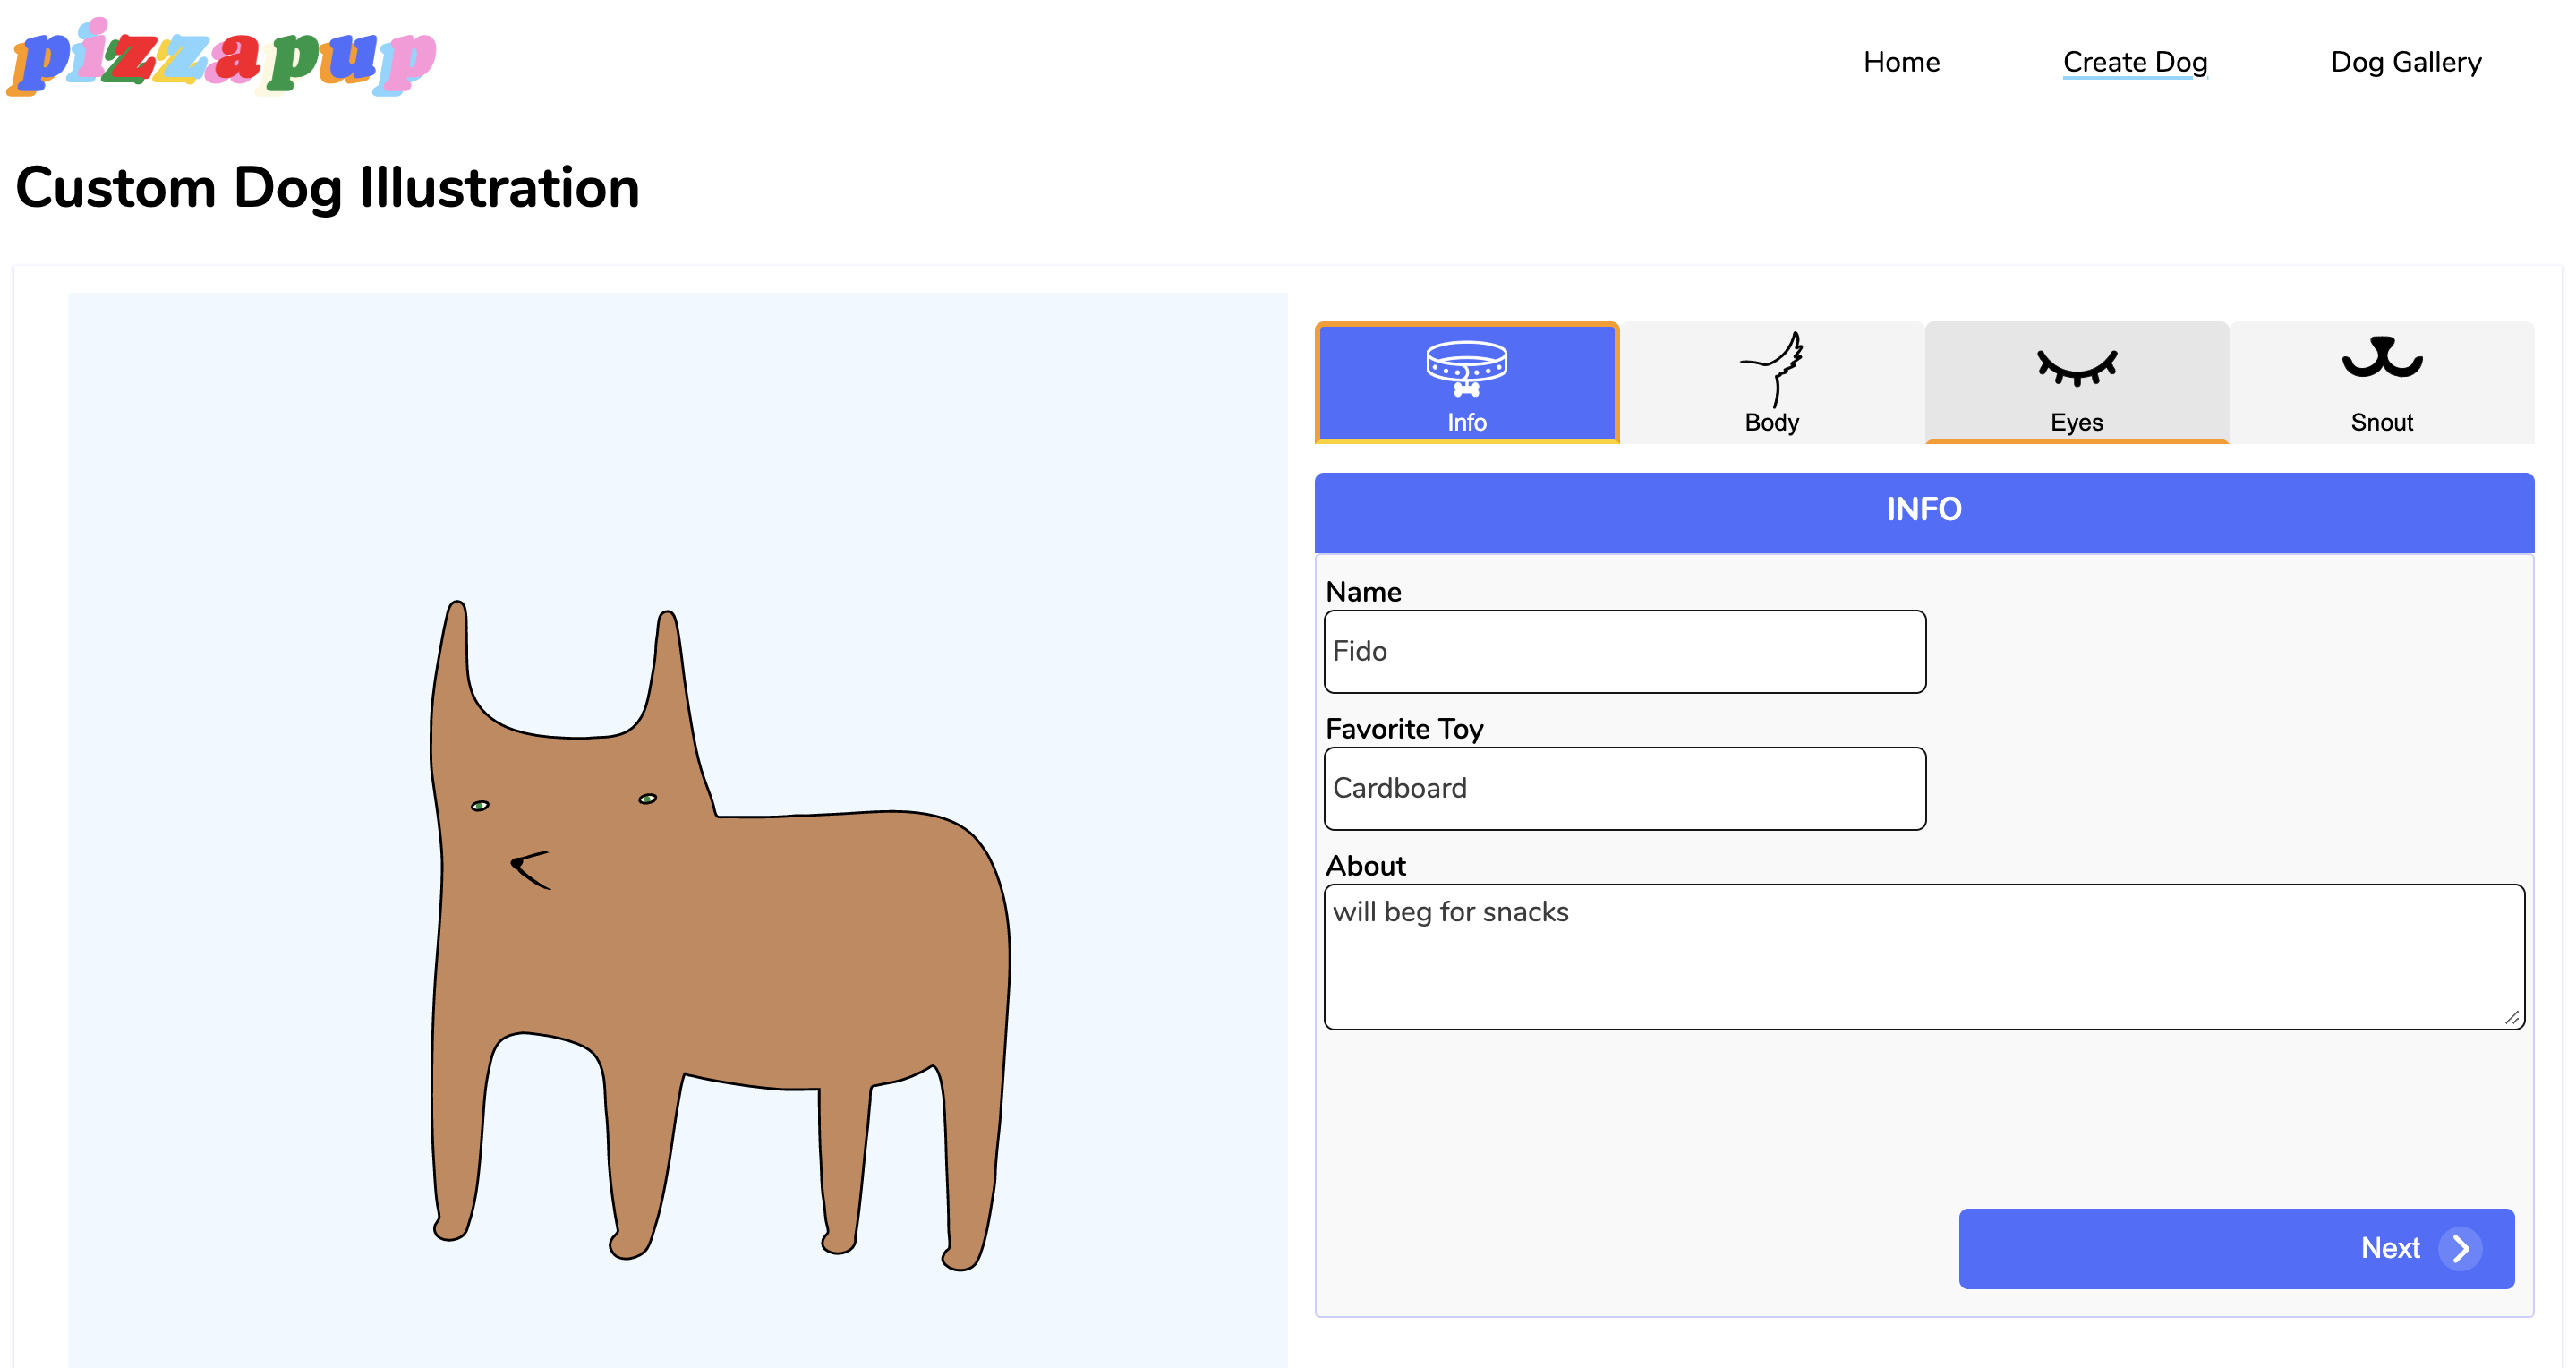 pizzapup
Home Create Dog Dog Gallery
Custom Dog Illustration
Info Body Eyes Snout
INFO
Name
Fido
Favorite Toy
Cardboard
About
will beg for snacks
Next